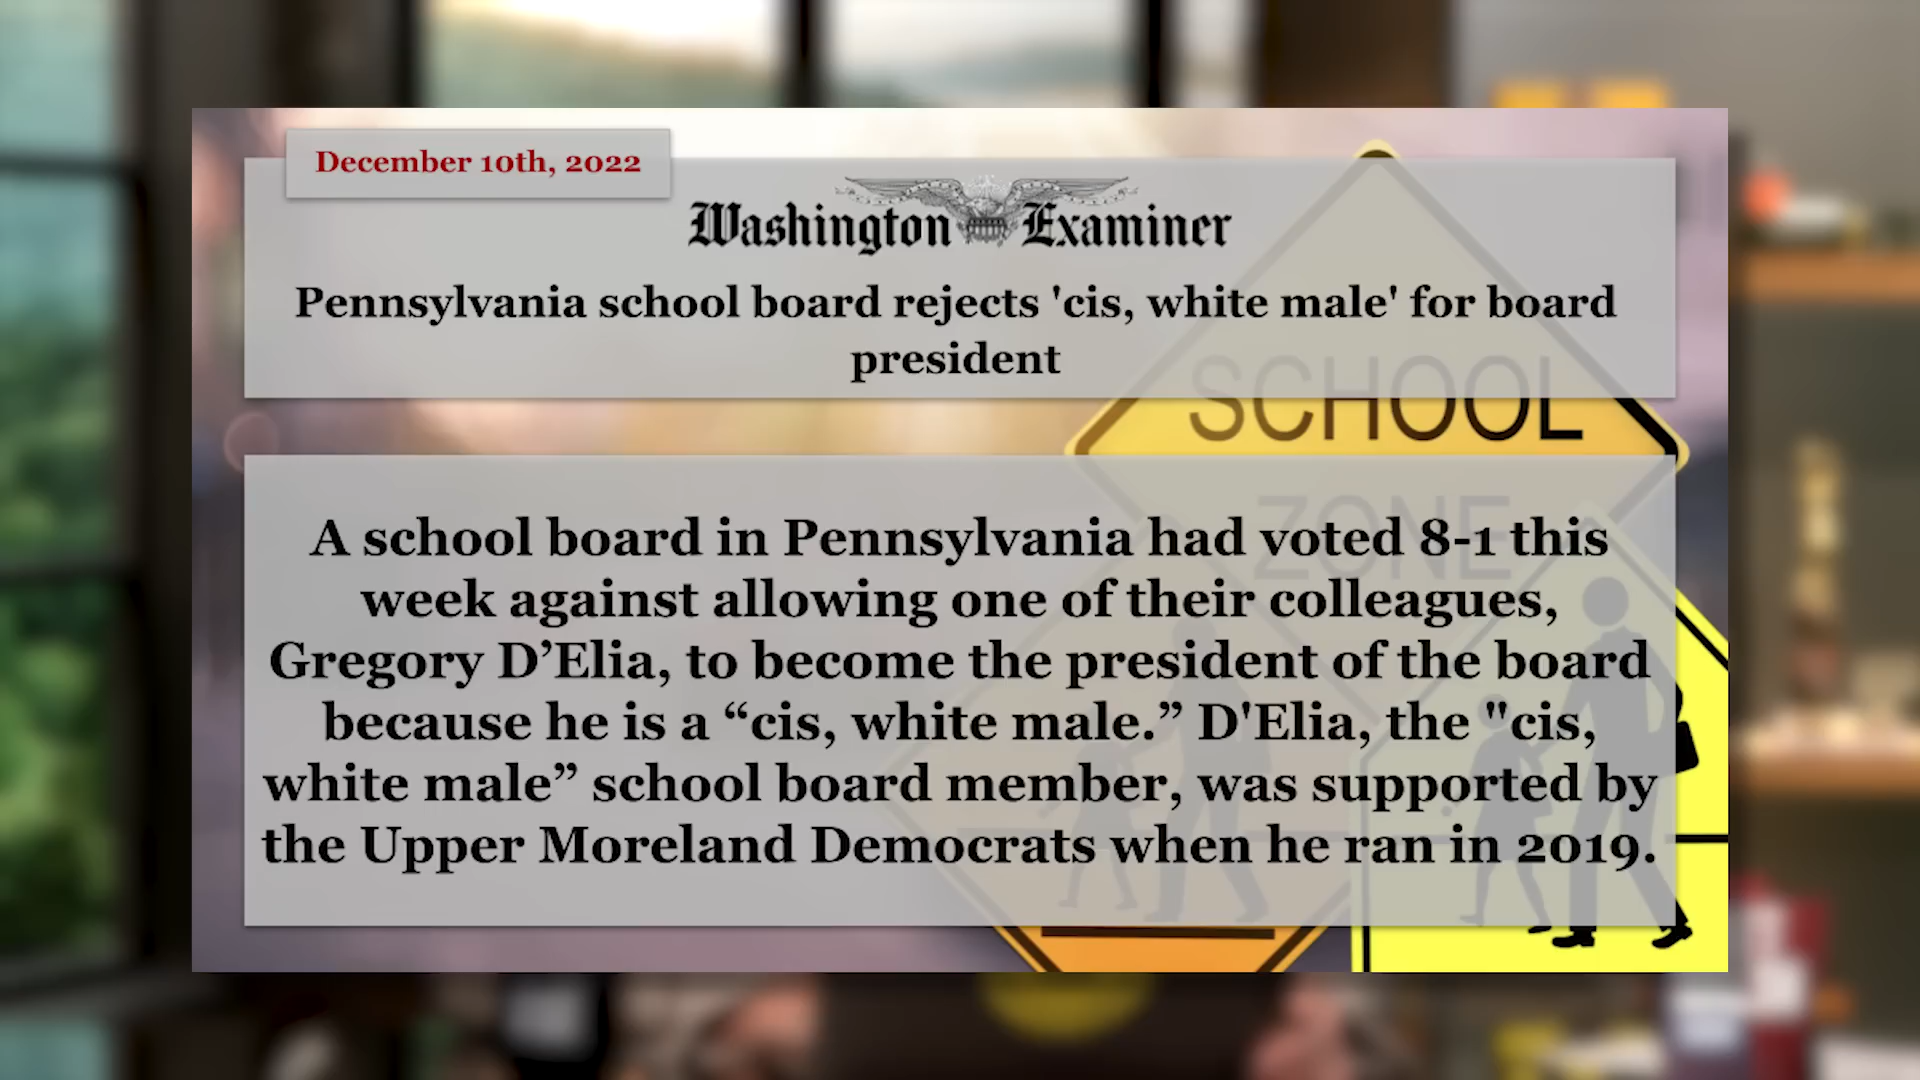 December 10th, 2022
Washington Examiner
Pennsylvania school board rejects 'cis, white male' for board
president
SCHOOL
ZONE
A school board in Pennsylvania had voted 8-1 this
week against allowing one of their colleagues,
Gregory D’Elia, to become the president of the board
because he is a “cis, white male.” D'Elia, the "cis,
white male” school board member, was supported by
the Upper Moreland Democrats when he ran in 2019.